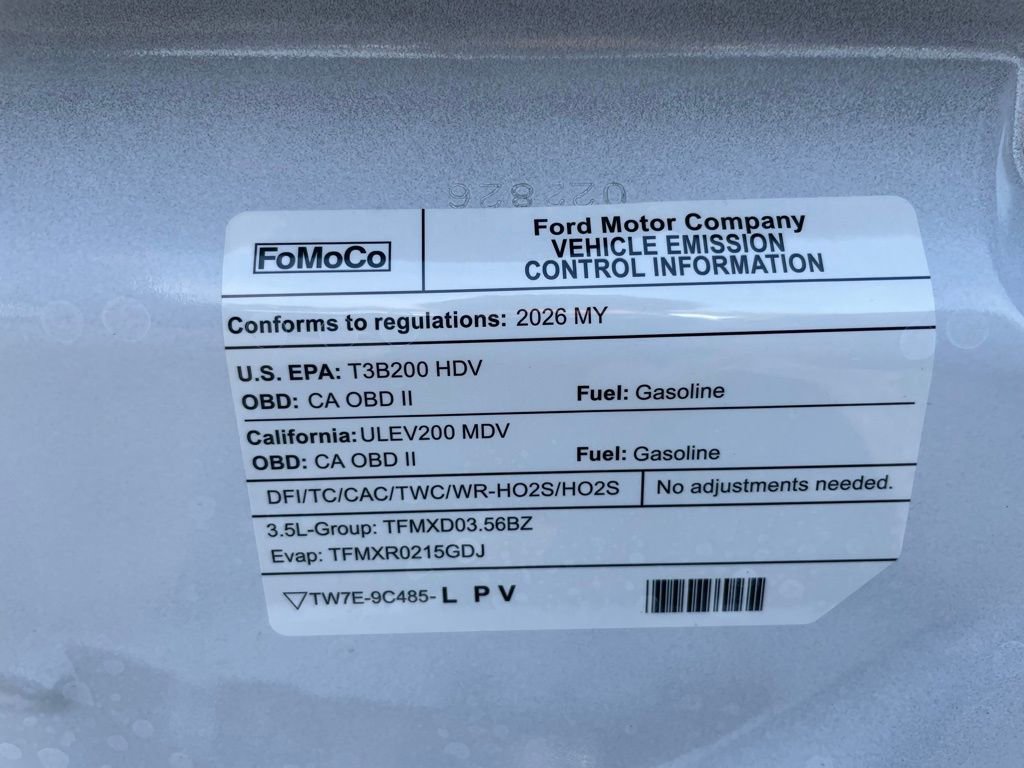 022826
FoMoCo
Ford Motor Company
VEHICLE EMISSION
CONTROL INFORMATION
Conforms to regulations: 2026 MY
U.S. EPA: T3B200 HDV
OBD: CA OBD II Fuel: Gasoline
California: ULEV200 MDV
OBD: CA OBD II Fuel: Gasoline
DFI/TC/CAC/TWC/WR-HO2S/HO2S No adjustments needed.
3.5L-Group: TFMXD03.56BZ
Evap: TFMXR0215GDJ
▽TW7E-9C485- L P V